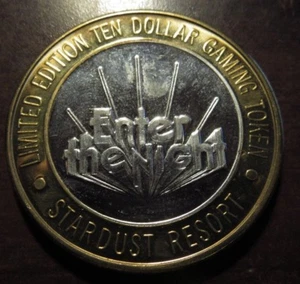 LIMITED EDITION TEN DOLLAR GAMING TOKEN
Enter
the Night
STARDUST RESORT